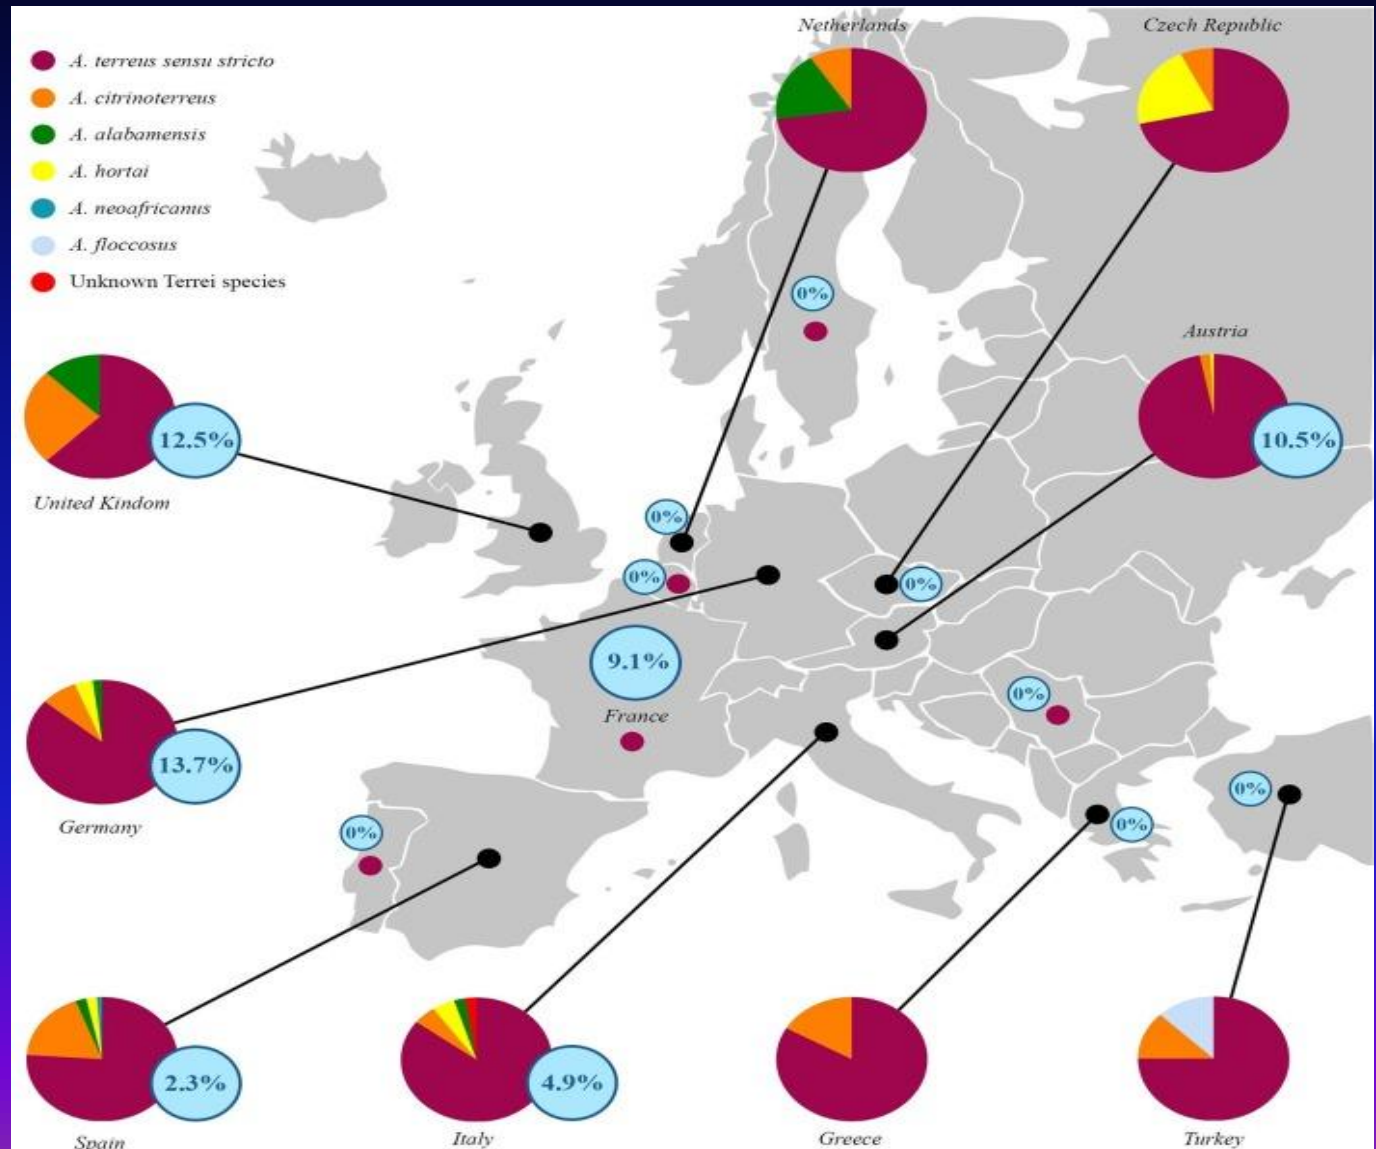 Netherlands
Czech Republic
A. terreus sensu stricto
A. citrinoterreus
A. alabamensis
A. hortai
A. neoafricanus
A. floccosus
Unknown Terrei species
0%
Austria
12.5%
10.5%
United Kindom
0%
0%
0%
9.1%
France
0%
13.7%
Germany
0%
0%
0%
2.3%
4.9%
Spain
Italy
Greece
Turkey